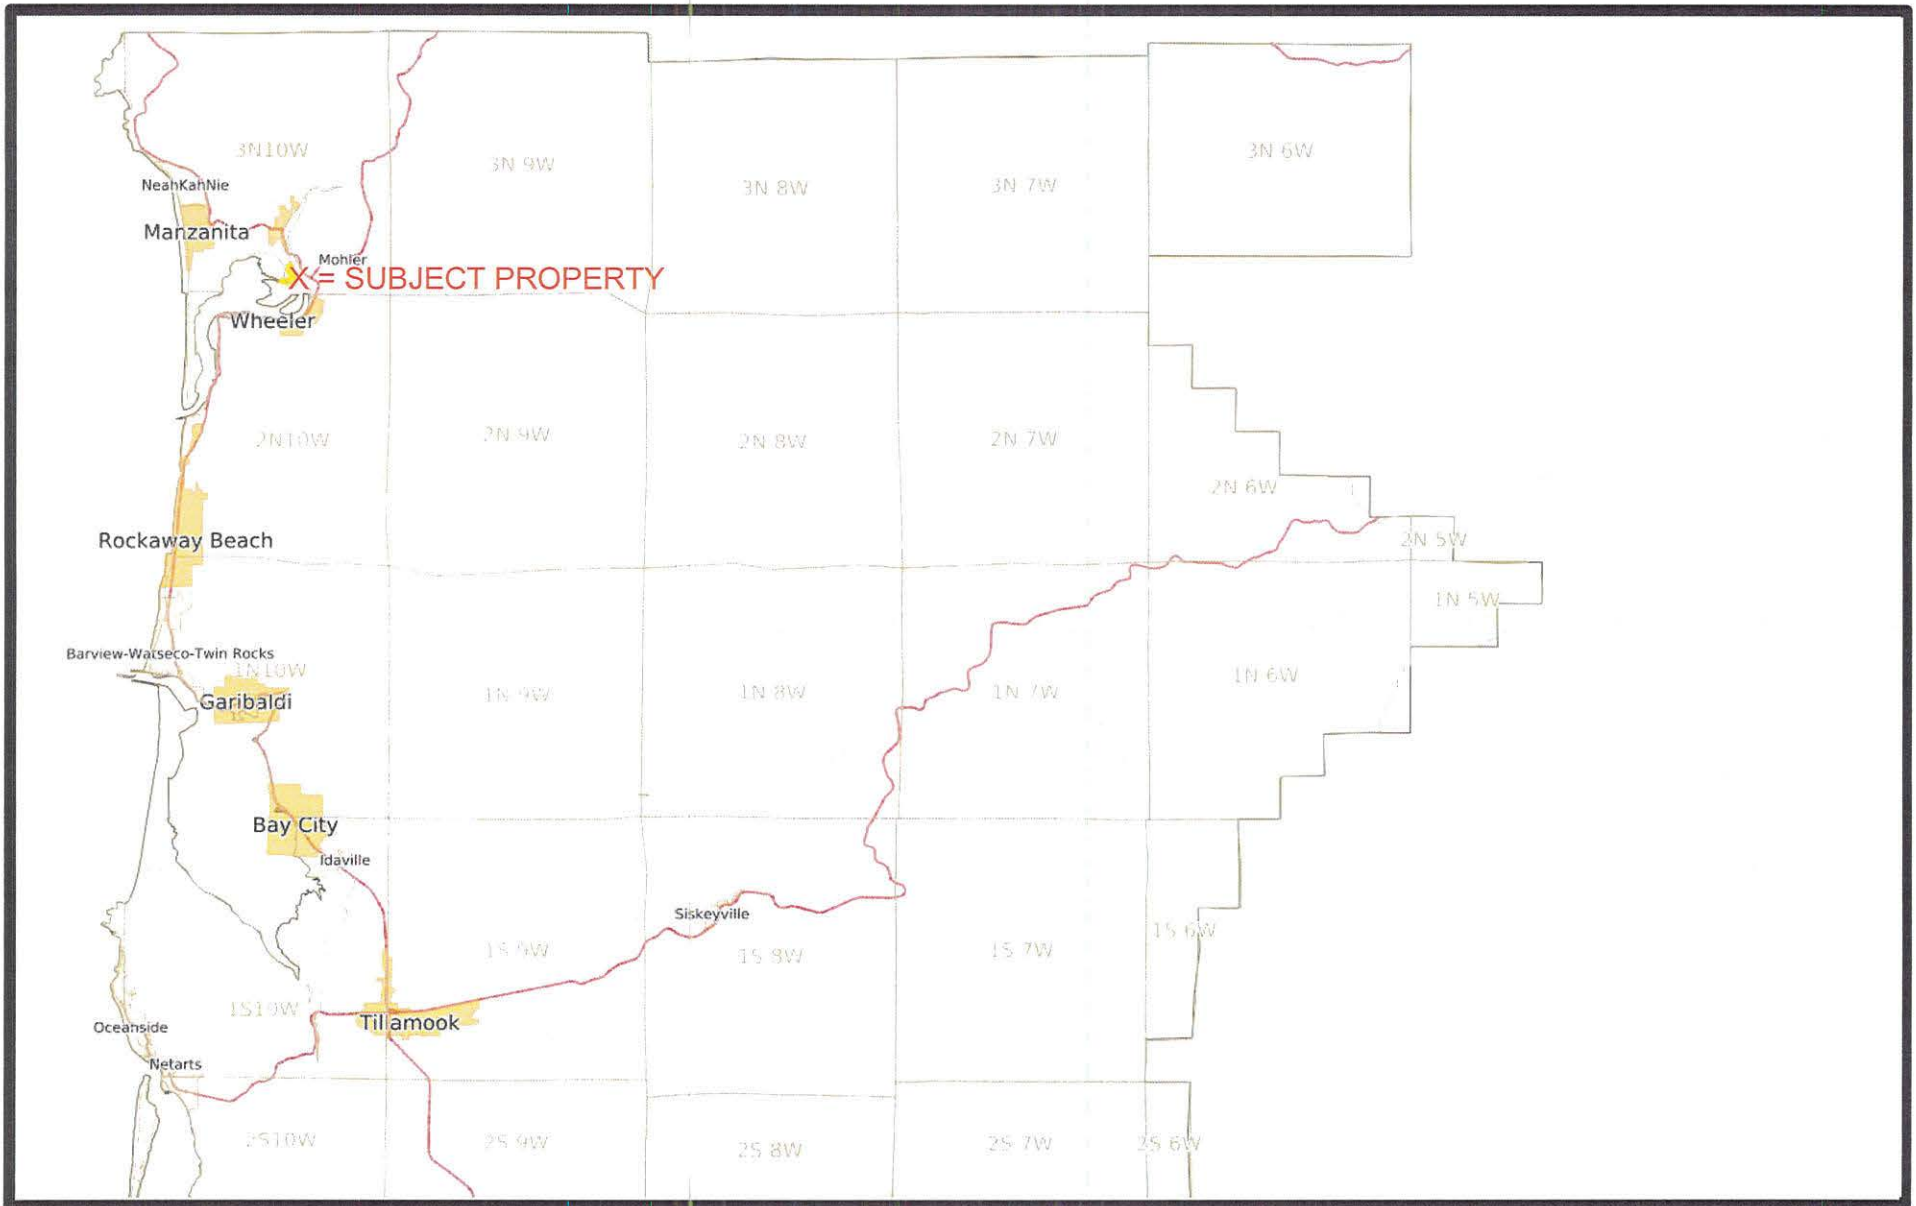 3N10W
3N 9W
3N 8W
3N 7W
3N 6W
NeahKahNie
Manzanita
Mohler
X = SUBJECT PROPERTY
Wheeler
2N10W
2N 9W
2N 8W
2N 7W
2N 6W
Rockaway Beach
2N 5W
1N 5W
Barview-Watseco-Twin Rocks
1N10W
1N 9W
1N 8W
1N 7W
1N 6W
Garibaldi
Bay City
Idaville
Siskeyville
1S 9W
1S 8W
1S 7W
1S 6W
1S10W
Tillamook
Oceanside
Netarts
2S10W
2S 9W
2S 8W
2S 7W
2S 6W